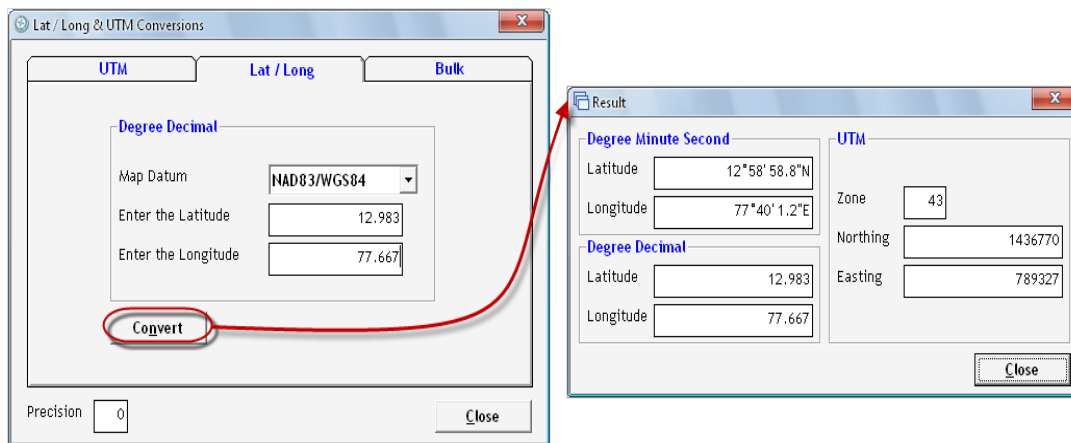 Lat / Long & UTM Conversions
UTM
Lat / Long
Bulk
Degree Decimal
Map Datum NAD83/WGS84
Enter the Latitude 12.983
Enter the Longitude 77.667
Convert
Precision 0
Close
Result
Degree Minute Second
Latitude 12°58'58.8"N
Longitude 77°40'1.2"E
Degree Decimal
Latitude 12.983
Longitude 77.667
UTM
Zone 43
Northing 1436770
Easting 789327
Close